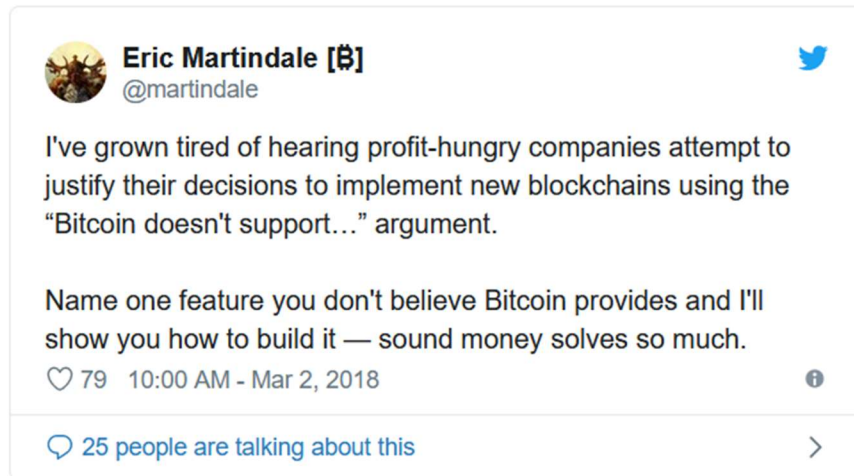 Eric Martindale [₿]
@martindale
I've grown tired of hearing profit-hungry companies attempt to
justify their decisions to implement new blockchains using the
“Bitcoin doesn't support…” argument.
Name one feature you don't believe Bitcoin provides and I'll
show you how to build it — sound money solves so much.
79 10:00 AM - Mar 2, 2018
25 people are talking about this